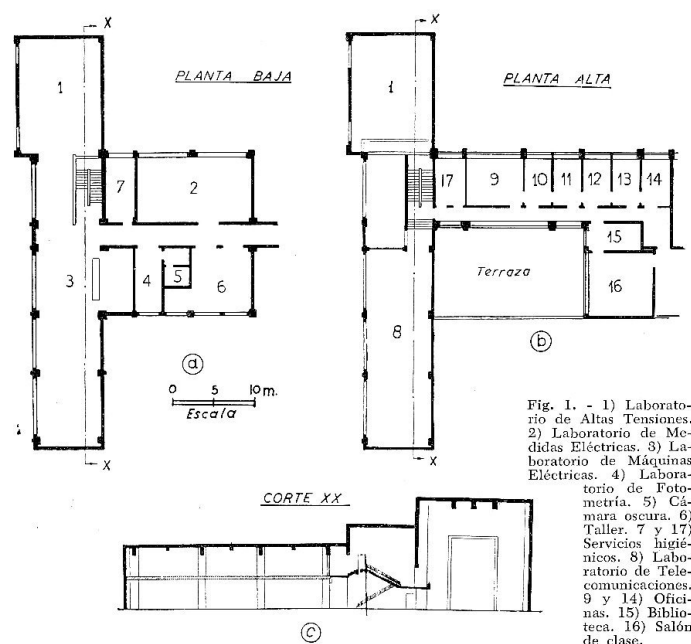 X
X
PLANTA BAJA
PLANTA ALTA
1
1
7
2
17
9
10
11
12
13
14
3
4
5
6
15
Terraza
16
8
a
b
0 5 10 m.
Escala
X
X
CORTE XX
c
Fig. 1. - 1) Laborato-
rio de Altas Tensiones.
2) Laboratorio de Me-
didas Eléctricas. 3) La-
boratorio de Máquinas
Eléctricas. 4) Labora-
torio de Foto-
metría. 5) Cá-
mara oscura. 6)
Taller. 7 y 17)
Servicios higié-
nicos. 8) Labo-
ratorio de Tele-
comunicaciones.
9 y 14) Ofici-
nas. 15) Biblio-
teca. 16) Salón
de clase.